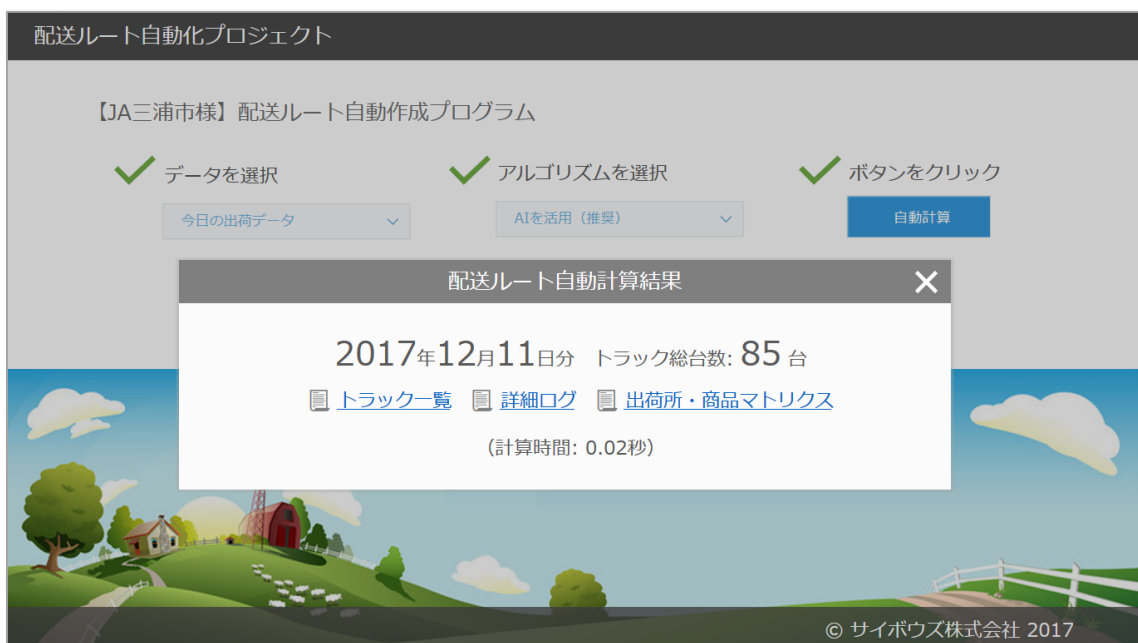 配送ルート自動化プロジェクト
【JA三浦市様】配送ルート自動作成プログラム
データを選択 アルゴリズムを選択 ボタンをクリック
今日の出荷データ AIを活用（推奨） 自動計算
配送ルート自動計算結果
2017年12月11日分 トラック総台数: 85 台
トラック一覧 詳細ログ 出荷所・商品マトリクス
（計算時間: 0.02秒）
© サイボウズ株式会社 2017